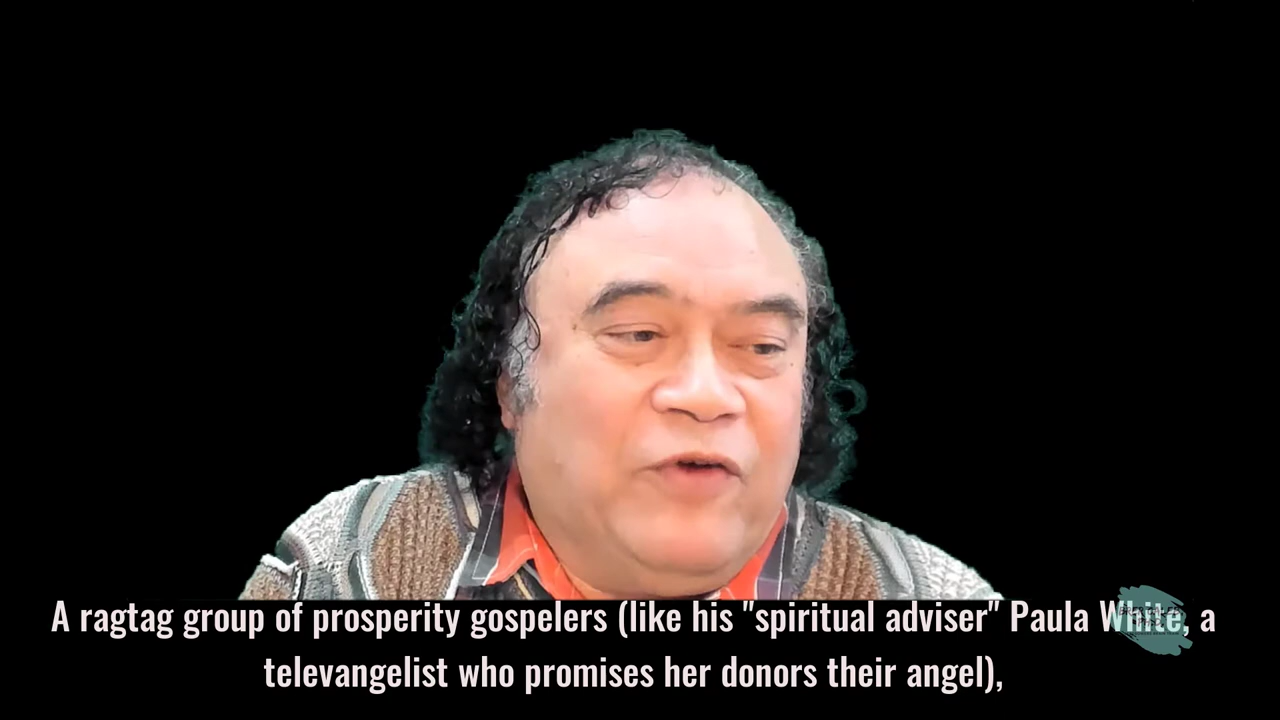 A ragtag group of prosperity gospelers (like his "spiritual adviser" Paula White, a
televangelist who promises her donors their angel),